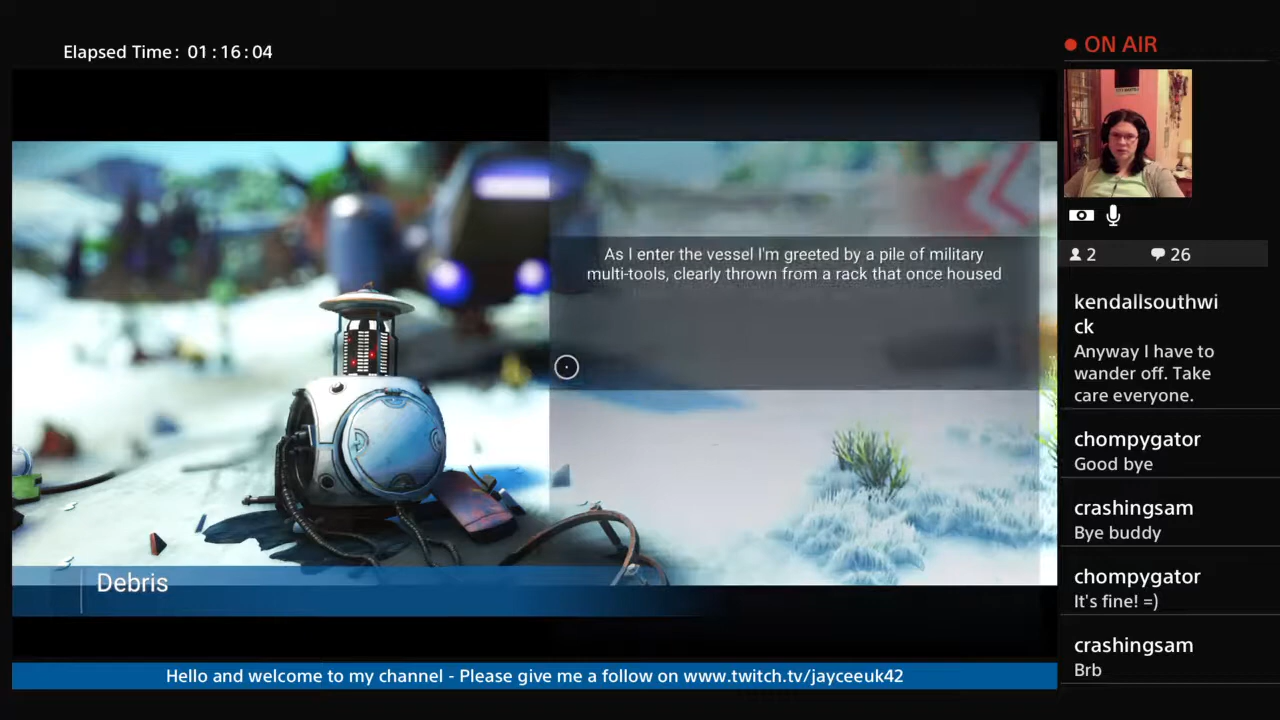 Elapsed Time: 01:16:04
ON AIR
As I enter the vessel I'm greeted by a pile of military
multi-tools, clearly thrown from a rack that once housed
2 26
kendallsouthwi
ck
Anyway I have to
wander off. Take
care everyone.
chompygator
Good bye
crashingsam
Bye buddy
chompygator
It's fine! =)
crashingsam
Brb
Debris
Hello and welcome to my channel - Please give me a follow on www.twitch.tv/jayceeuk42